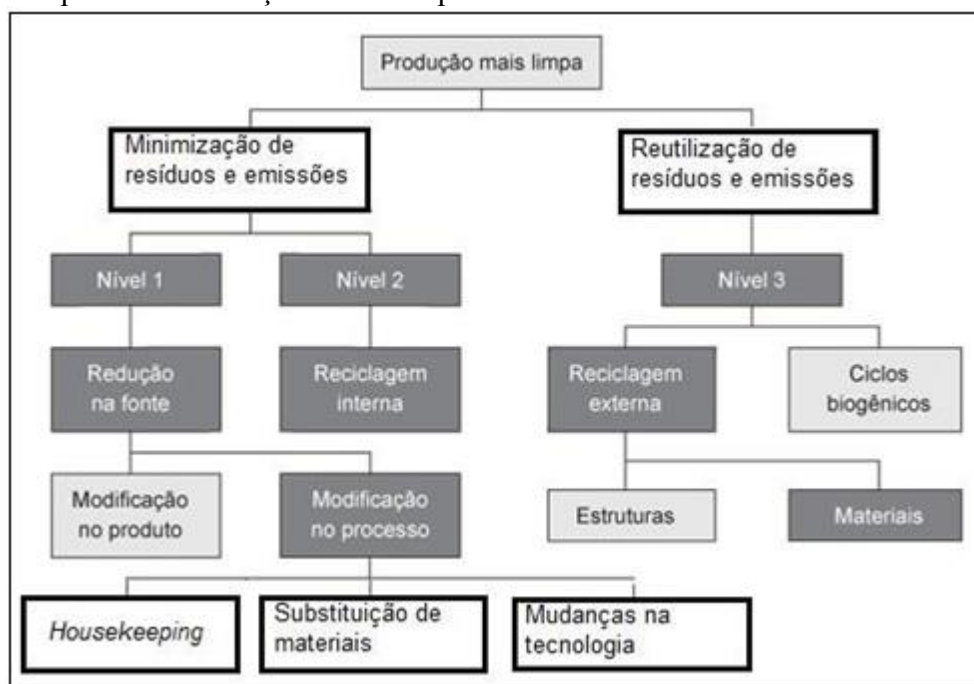 Produção mais limpa
Minimização de
resíduos e emissões
Reutilização de
resíduos e emissões
Nível 1
Nível 2
Nível 3
Redução
na fonte
Reciclagem
interna
Reciclagem
externa
Ciclos
biogênicos
Modificação
no produto
Modificação
no processo
Estruturas
Materiais
Housekeeping
Substituição de
materiais
Mudanças na
tecnologia